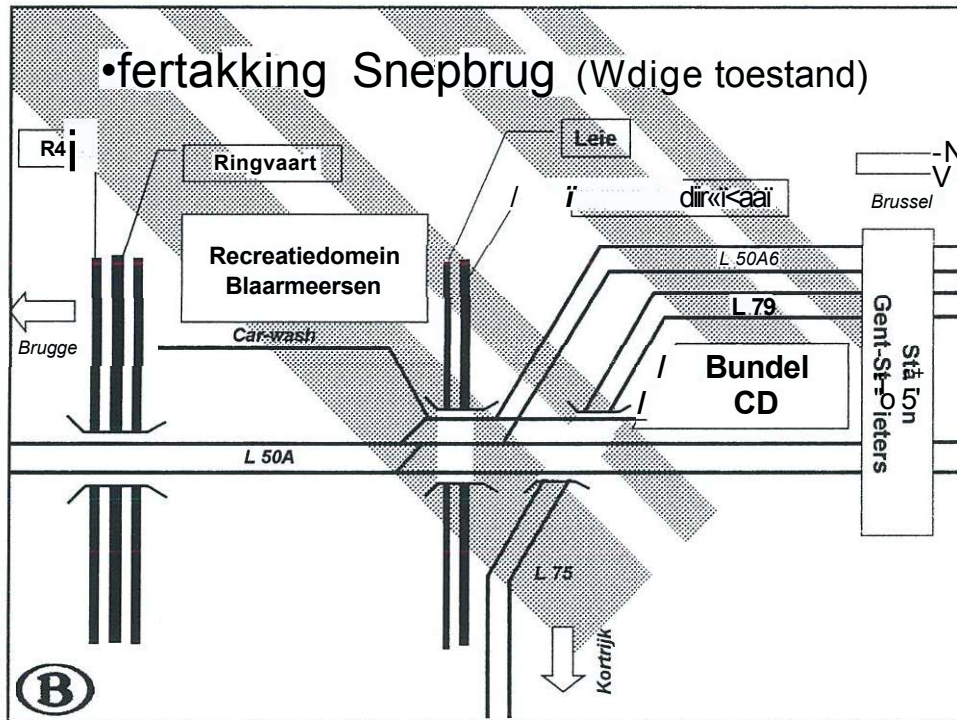 •fertakking Snepbrug (Wdige toestand)
R4
Ringvaart
Leie
Brussel
Recreatiedomein
Blaarmeersen
Brugge
Car-wash
L 50A6
L 79
Bundel
CD
Gent-St
ieters
L 50A
L 75
Kortrijk
B